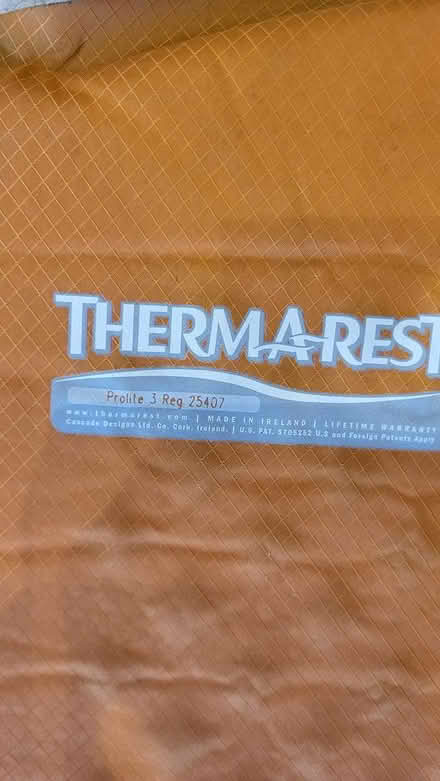 THERM-A-REST
Prolite 3 Reg 25407
www.thermarest.com | MADE IN IRELAND | LIFETIME WARRANTY
Cascade Designs Ltd. Co. Cork, Ireland. | U.S. PAT. 5705252 U.S and Foreign Patents Apply